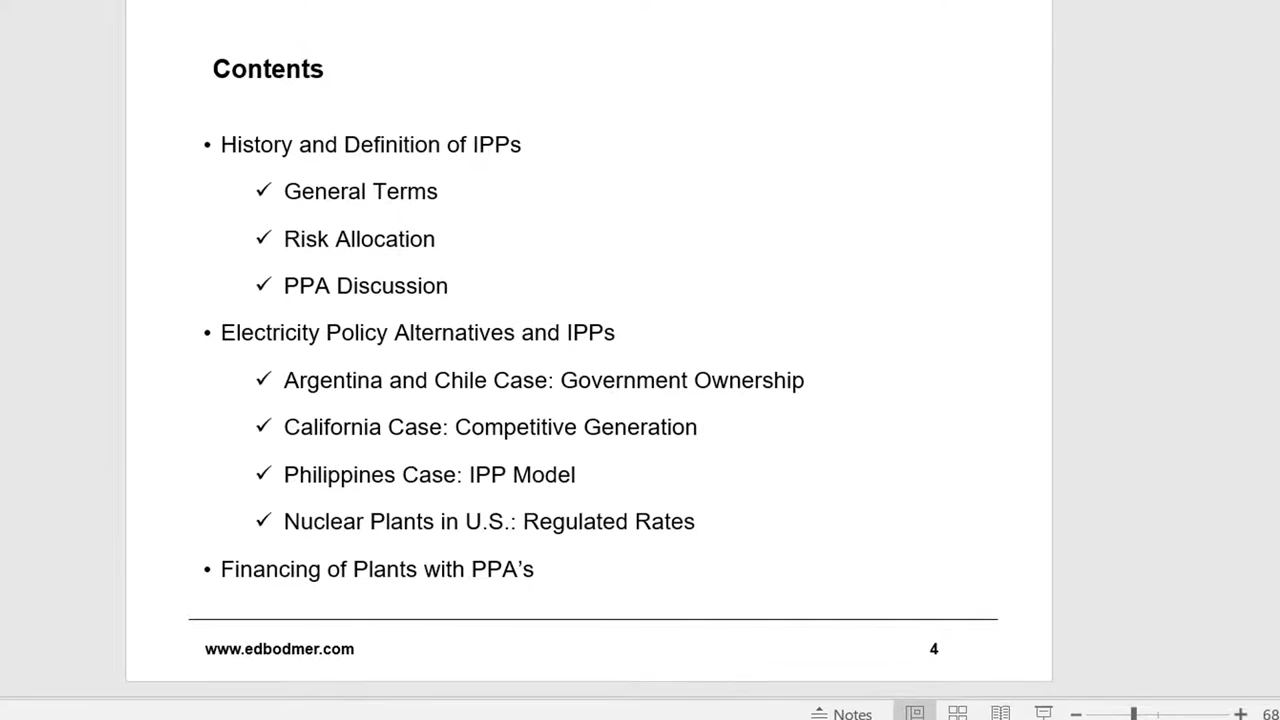 Contents
• History and Definition of IPPs
✓ General Terms
✓ Risk Allocation
✓ PPA Discussion
• Electricity Policy Alternatives and IPPs
✓ Argentina and Chile Case: Government Ownership
✓ California Case: Competitive Generation
✓ Philippines Case: IPP Model
✓ Nuclear Plants in U.S.: Regulated Rates
• Financing of Plants with PPA’s
www.edbodmer.com 4
Notes 68